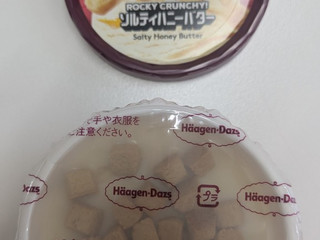 ROCKY CRUNCHY!
ソルティハニーバター
Salty Honey Butter
て手や衣服を
注意ください。
Häagen-Dazs
Häagen-Dazs
Häagen-Dazs
Häagen-Dazs
プラ